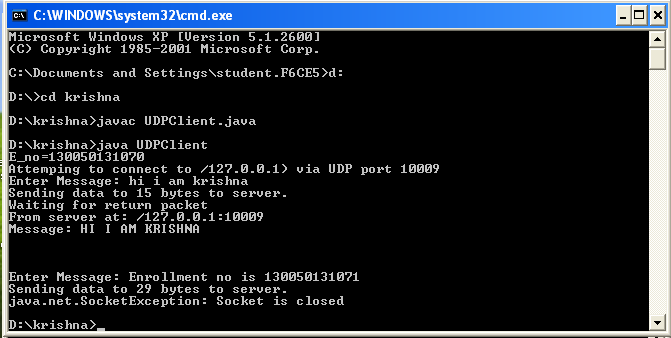 C:\WINDOWS\system32\cmd.exe
Microsoft Windows XP [Version 5.1.2600]
(C) Copyright 1985-2001 Microsoft Corp.
C:\Documents and Settings\student.F6CE5>d:
D:\>cd krishna
D:\krishna>javac UDPClient.java
D:\krishna>java UDPClient
E_no=130050131070
Attemping to connect to /127.0.0.1) via UDP port 10009
Enter Message: hi i am krishna
Sending data to 15 bytes to server.
Waiting for return packet
From server at: /127.0.0.1:10009
Message: HI I AM KRISHNA
Enter Message: Enrollment no is 130050131071
Sending data to 29 bytes to server.
java.net.SocketException: Socket is closed
D:\krishna>_